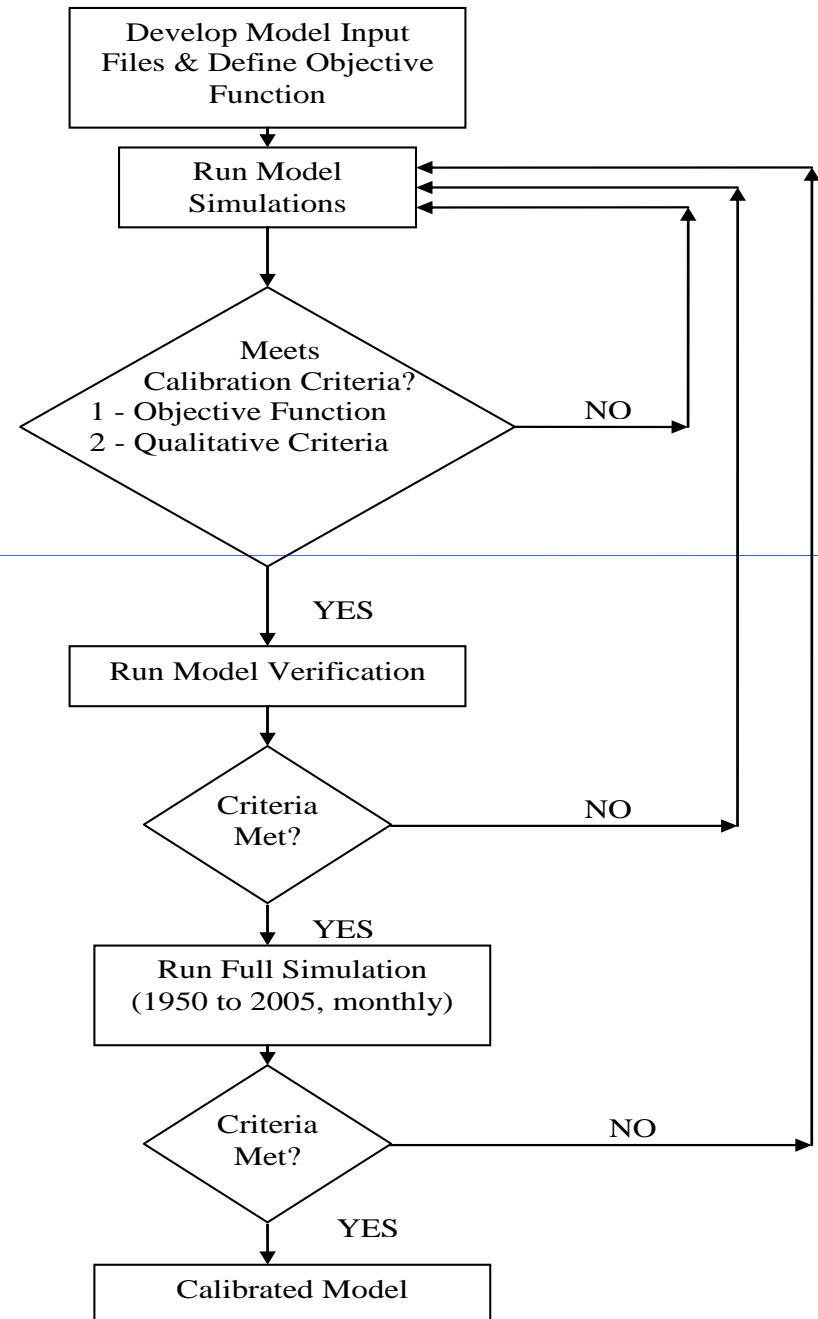 Develop Model Input
Files & Define Objective
Function
Run Model
Simulations
Meets
Calibration Criteria?
1 - Objective Function
2 - Qualitative Criteria
NO
YES
Run Model Verification
Criteria
Met?
NO
YES
Run Full Simulation
(1950 to 2005, monthly)
Criteria
Met?
NO
YES
Calibrated Model